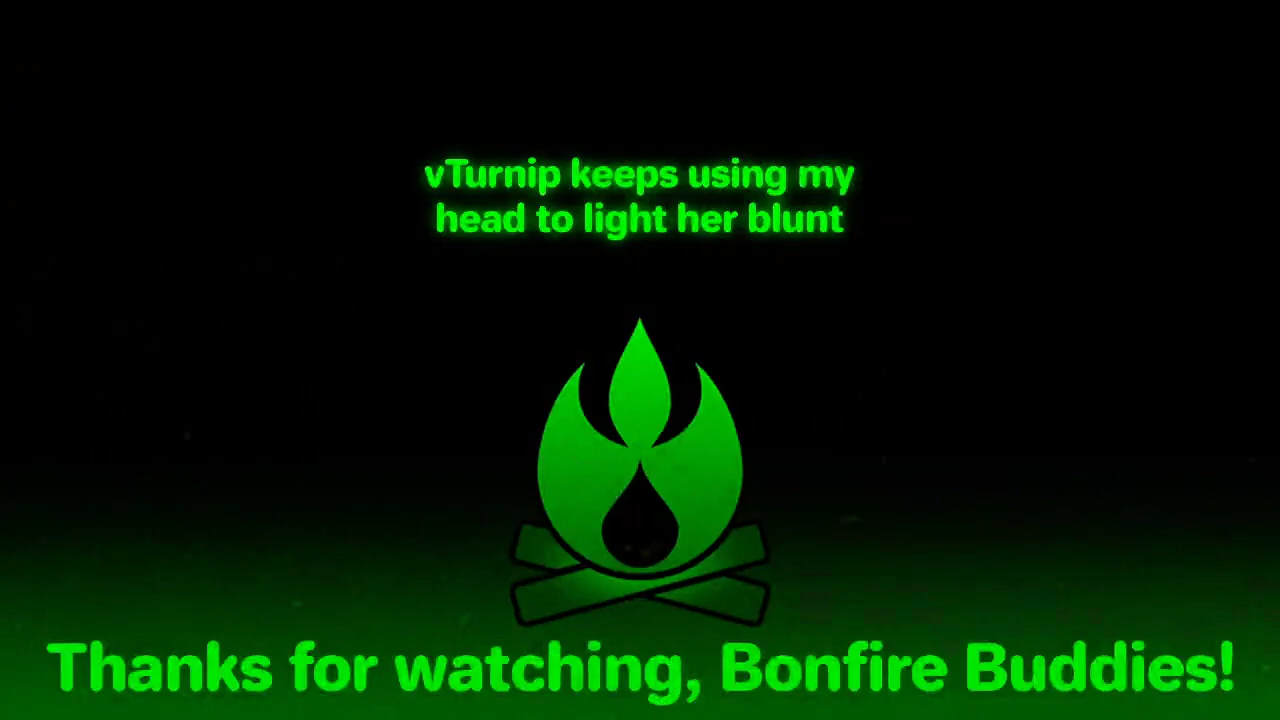 vTurnip keeps using my
head to light her blunt
Thanks for watching, Bonfire Buddies!